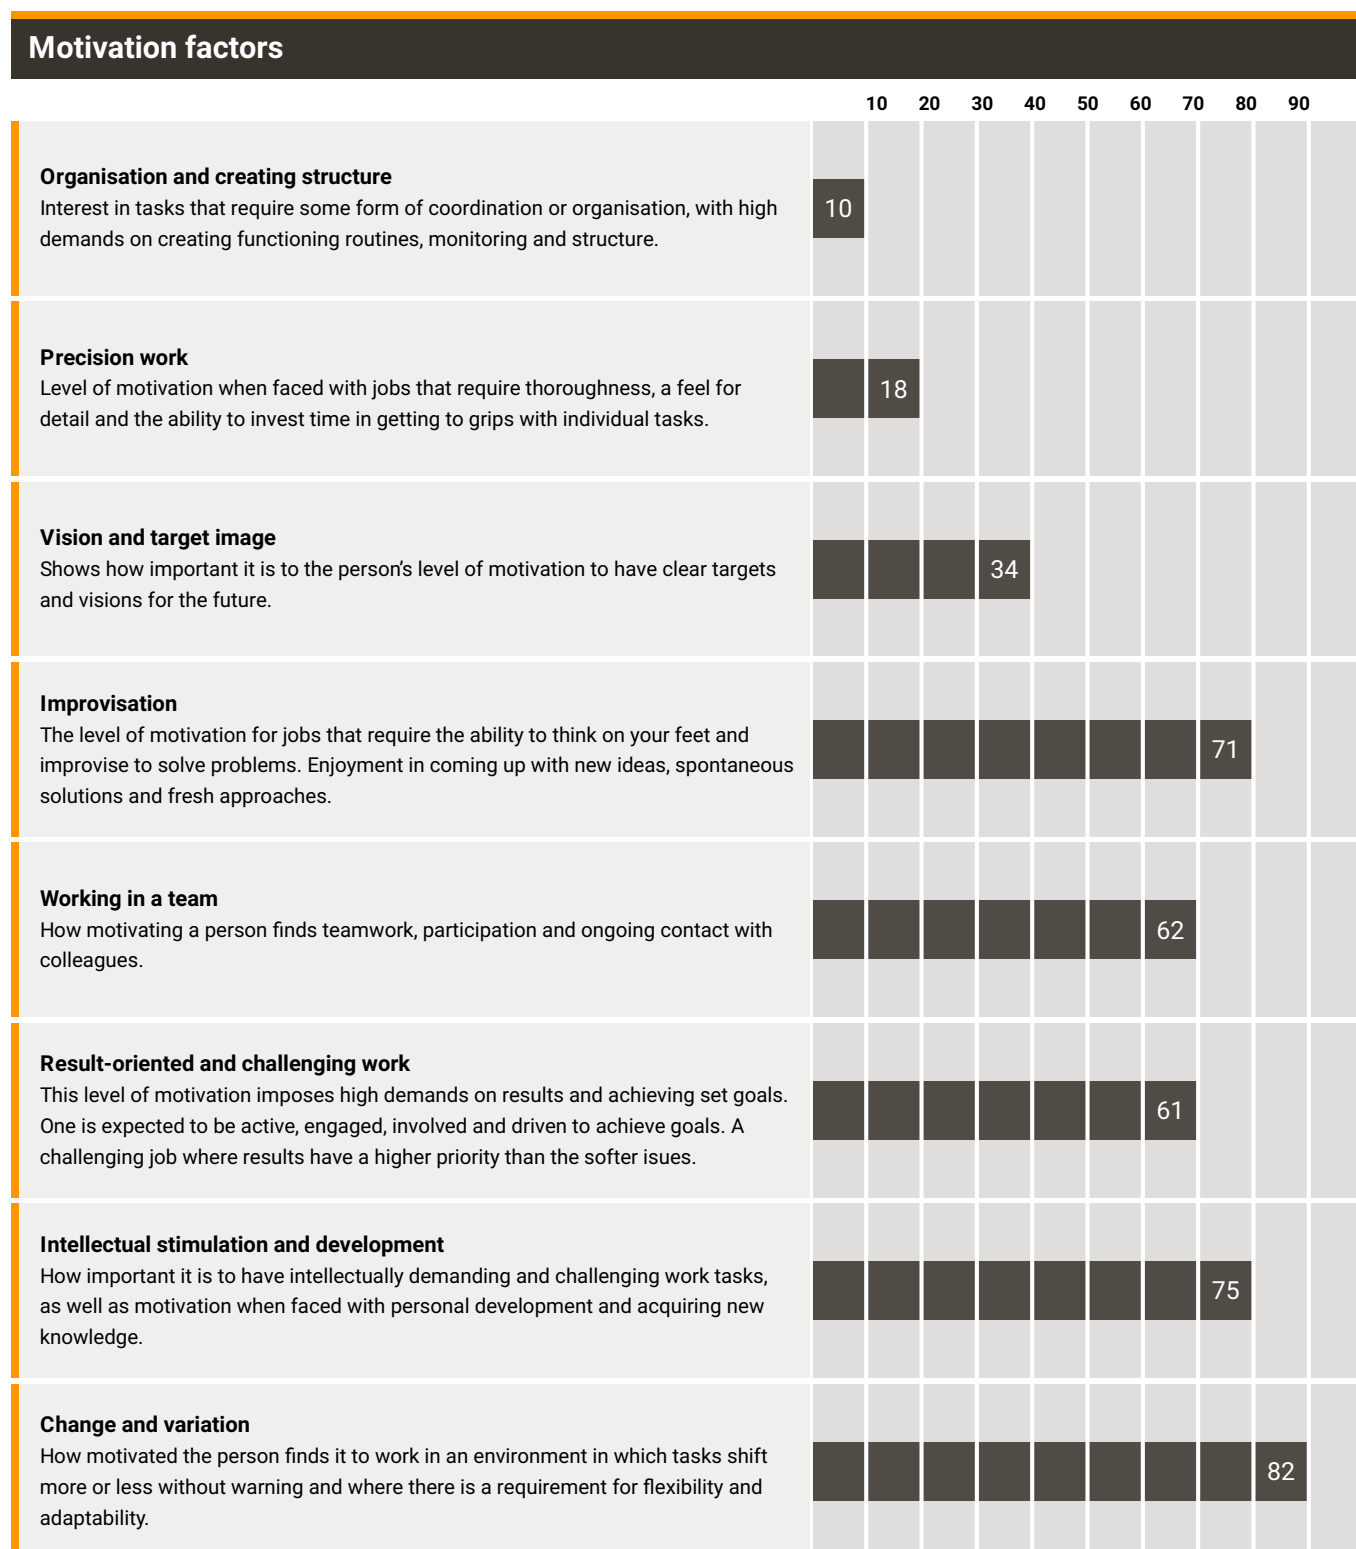 Motivation factors
10 20 30 40 50 60 70 80 90
Organisation and creating structure
Interest in tasks that require some form of coordination or organisation, with high
demands on creating functioning routines, monitoring and structure.
10
Precision work
Level of motivation when faced with jobs that require thoroughness, a feel for
detail and the ability to invest time in getting to grips with individual tasks.
18
Vision and target image
Shows how important it is to the person's level of motivation to have clear targets
and visions for the future.
34
Improvisation
The level of motivation for jobs that require the ability to think on your feet and
improvise to solve problems. Enjoyment in coming up with new ideas, spontaneous
solutions and fresh approaches.
71
Working in a team
How motivating a person finds teamwork, participation and ongoing contact with
colleagues.
62
Result-oriented and challenging work
This level of motivation imposes high demands on results and achieving set goals.
One is expected to be active, engaged, involved and driven to achieve goals. A
challenging job where results have a higher priority than the softer isues.
61
Intellectual stimulation and development
How important it is to have intellectually demanding and challenging work tasks,
as well as motivation when faced with personal development and acquiring new
knowledge.
75
Change and variation
How motivated the person finds it to work in an environment in which tasks shift
more or less without warning and where there is a requirement for flexibility and
adaptability.
82